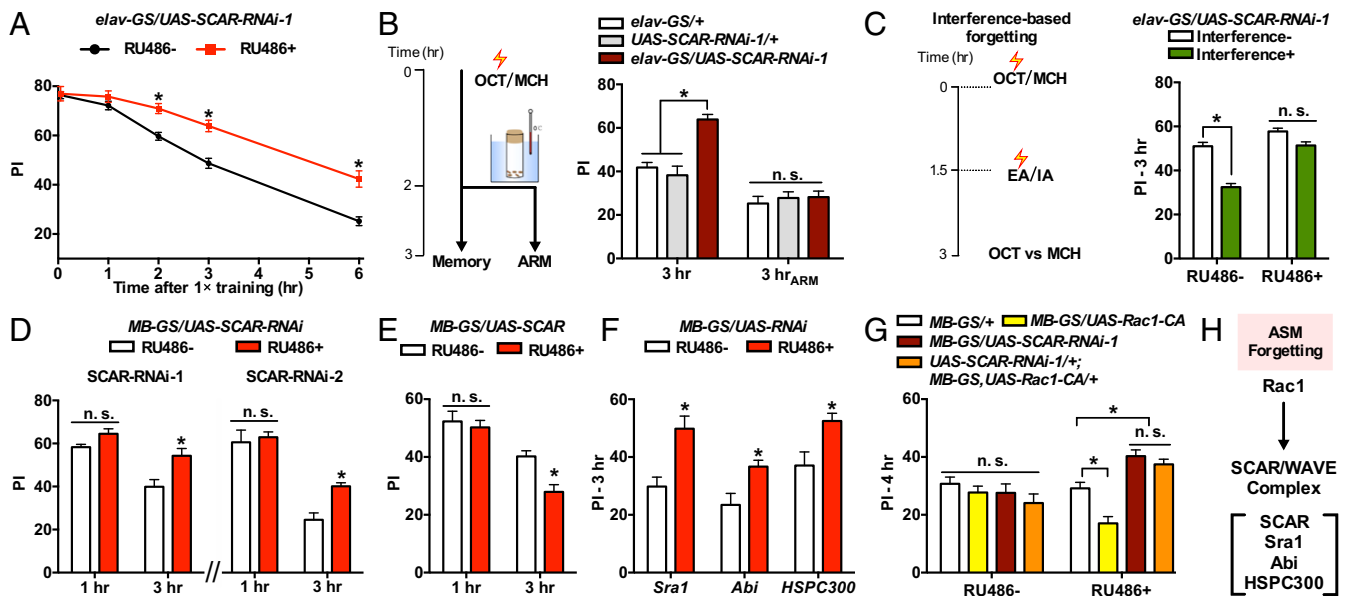 A
elav-GS/UAS-SCAR-RNAi-1
RU486- RU486+
PI
80
60
40
20
* * *
0 1 2 3 4 5 6
Time after 1× training (hr)
B
Time (hr)
0
2
3
OCT/MCH
°C
Memory ARM
elav-GS/+
UAS-SCAR-RNAi-1/+
elav-GS/UAS-SCAR-RNAi-1
PI
80
60
40
20
0
*
n. s.
3 hr 3 hrARM
C
Interference-based
forgetting
Time (hr)
0
1.5
3
OCT/MCH
EA/IA
OCT vs MCH
elav-GS/UAS-SCAR-RNAi-1
Interference-
Interference+
PI - 3 hr
80
60
40
20
0
*
n. s.
RU486- RU486+
D
MB-GS/UAS-SCAR-RNAi
RU486- RU486+
SCAR-RNAi-1 SCAR-RNAi-2
PI
80
60
40
20
0
n. s. * n. s. *
1 hr 3 hr // 1 hr 3 hr
E
MB-GS/UAS-SCAR
RU486- RU486+
PI
60
40
20
0
n. s. *
1 hr 3 hr
F
MB-GS/UAS-RNAi
RU486- RU486+
PI - 3 hr
60
40
20
0
* * *
Sra1 Abi HSPC300
G
MB-GS/+ MB-GS/UAS-Rac1-CA
MB-GS/UAS-SCAR-RNAi-1
UAS-SCAR-RNAi-1/+;
MB-GS,UAS-Rac1-CA/+
PI - 4 hr
60
40
20
0
n. s.
*
n. s.
*
RU486- RU486+
H
ASM
Forgetting
Rac1
SCAR/WAVE
Complex
SCAR
Sra1
Abi
HSPC300